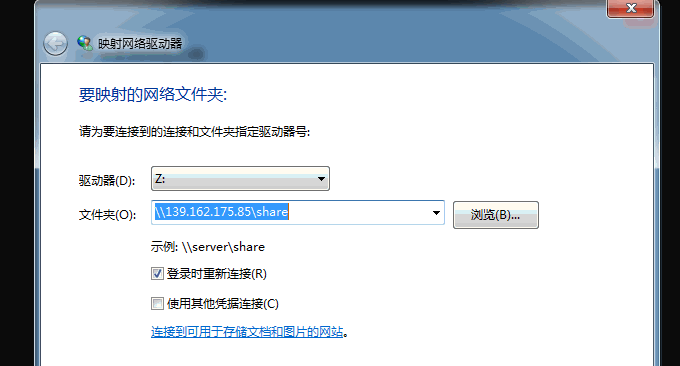 映射网络驱动器
要映射的网络文件夹:
请为要连接到的连接和文件夹指定驱动器号:
驱动器(D): Z:
文件夹(O): \\139.162.175.85\share 浏览(B)...
示例: \\server\share
登录时重新连接(R)
使用其他凭据连接(C)
连接到可用于存储文档和图片的网站。